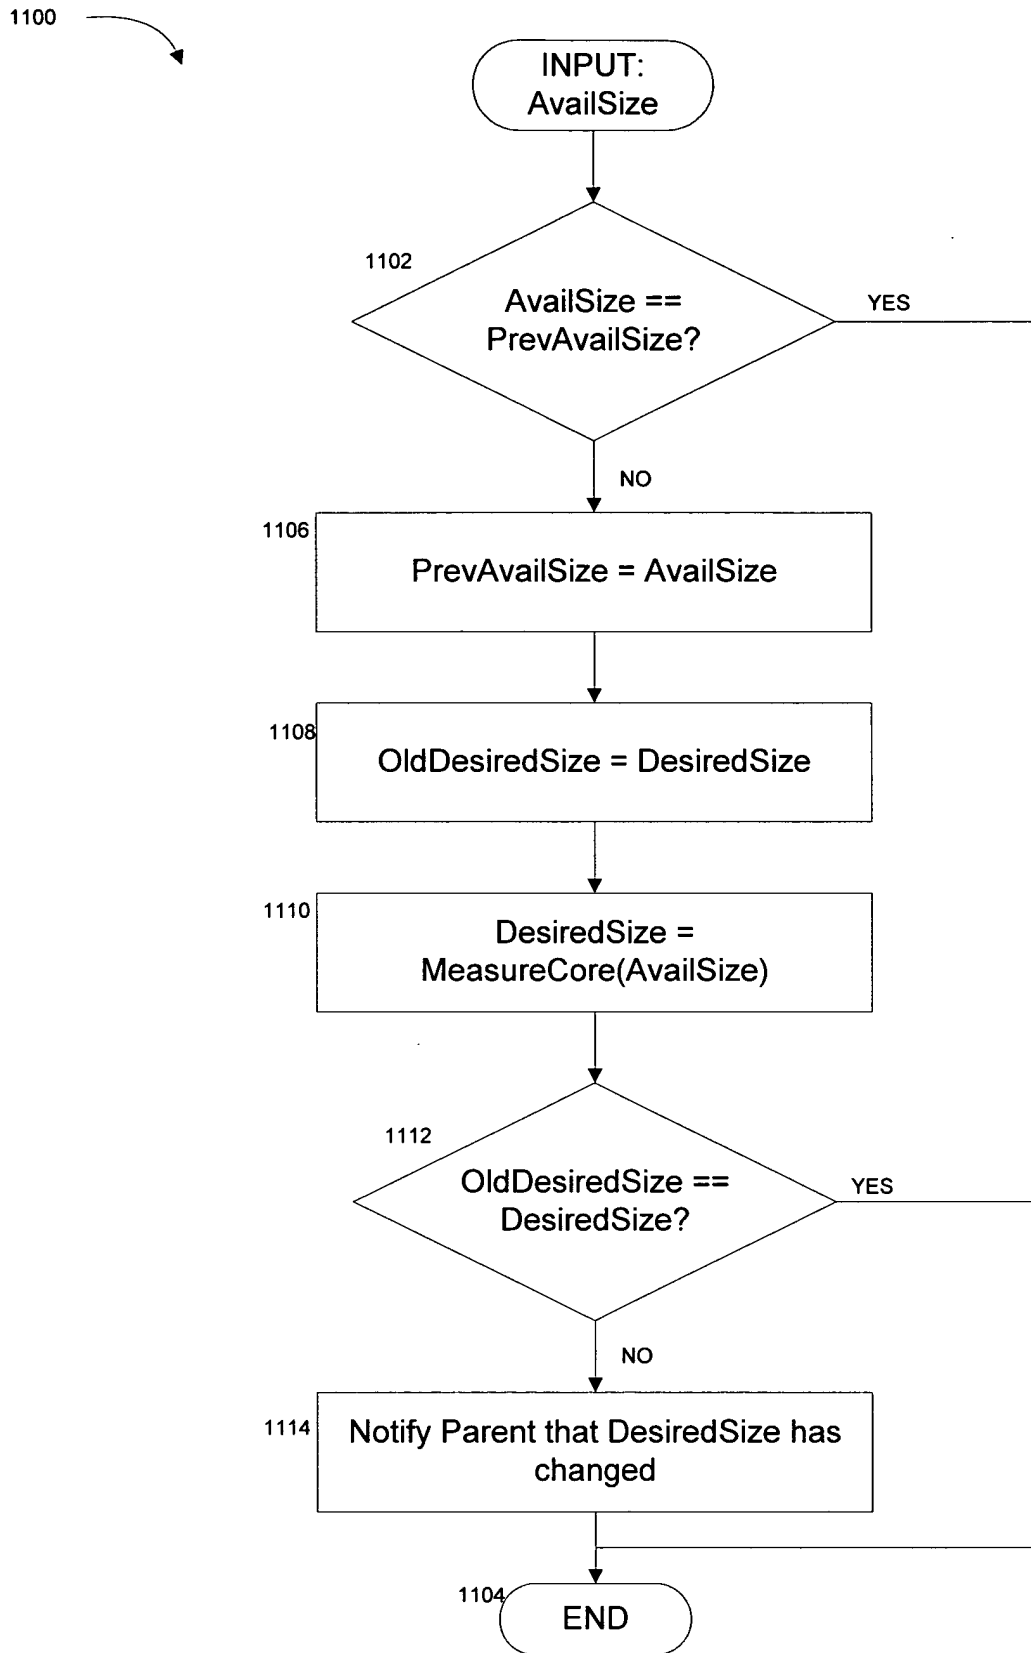 1100
INPUT:
AvailSize
1102
AvailSize ==
PrevAvailSize?
YES
NO
1106
PrevAvailSize = AvailSize
1108
OldDesiredSize = DesiredSize
1110
DesiredSize =
MeasureCore(AvailSize)
1112
OldDesiredSize ==
DesiredSize?
YES
NO
1114
Notify Parent that DesiredSize has
changed
1104
END